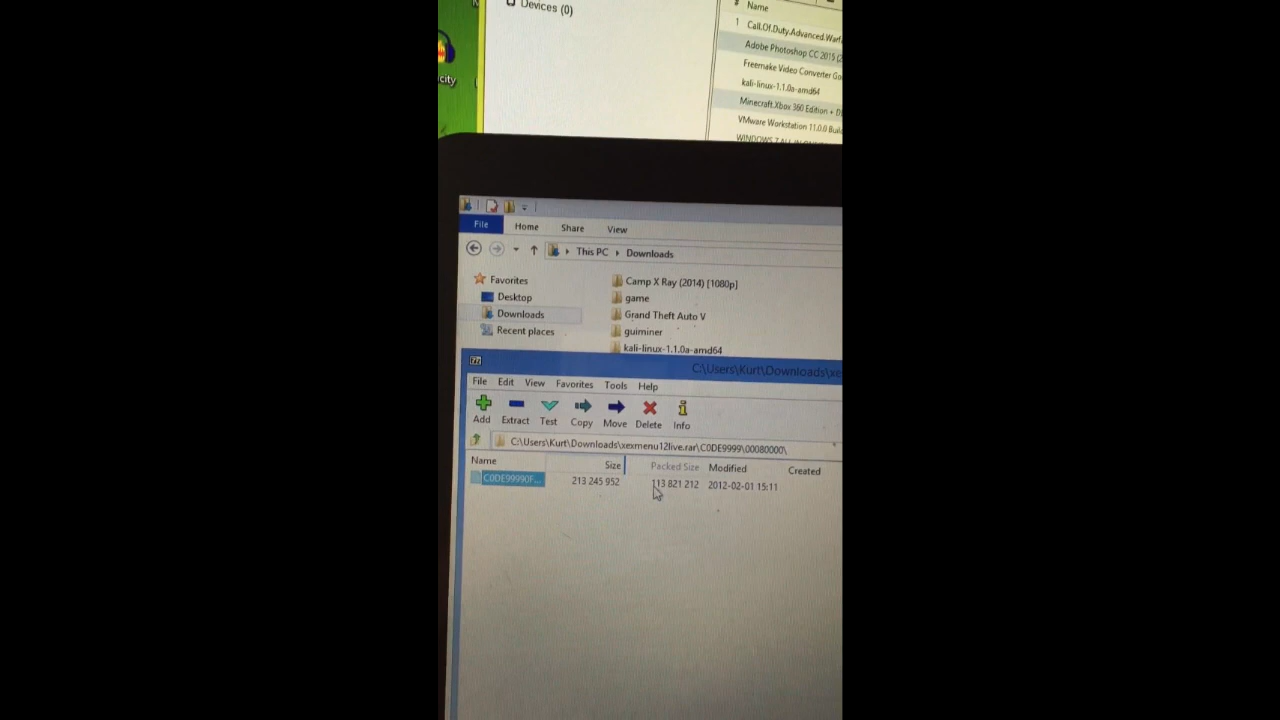 Devices (0)
# Name
1 Call.Of.Duty.Advanced.Warf
Adobe Photoshop CC 2015 (2
Freemake Video Converter Go
kali-linux-1.1.0a-amd64
Minecraft.Xbox 360 Edition + D
VMware Workstation 11.0.0 Buil
city
File Home Share View
This PC Downloads
Favorites
Desktop
Downloads
Recent places
Camp X Ray (2014) [1080p]
game
Grand Theft Auto V
guiminer
kali-linux-1.1.0a-amd64
7z
C:\Users\Kurt\Downloads\xe
File Edit View Favorites Tools Help
Add Extract Test Copy Move Delete Info
C:\Users\Kurt\Downloads\xexmenu12live.rar\C0DE9999\00080000\
Name Size Packed Size Modified Created
C0DE99990F... 213 245 952 113 821 212 2012-02-01 15:11